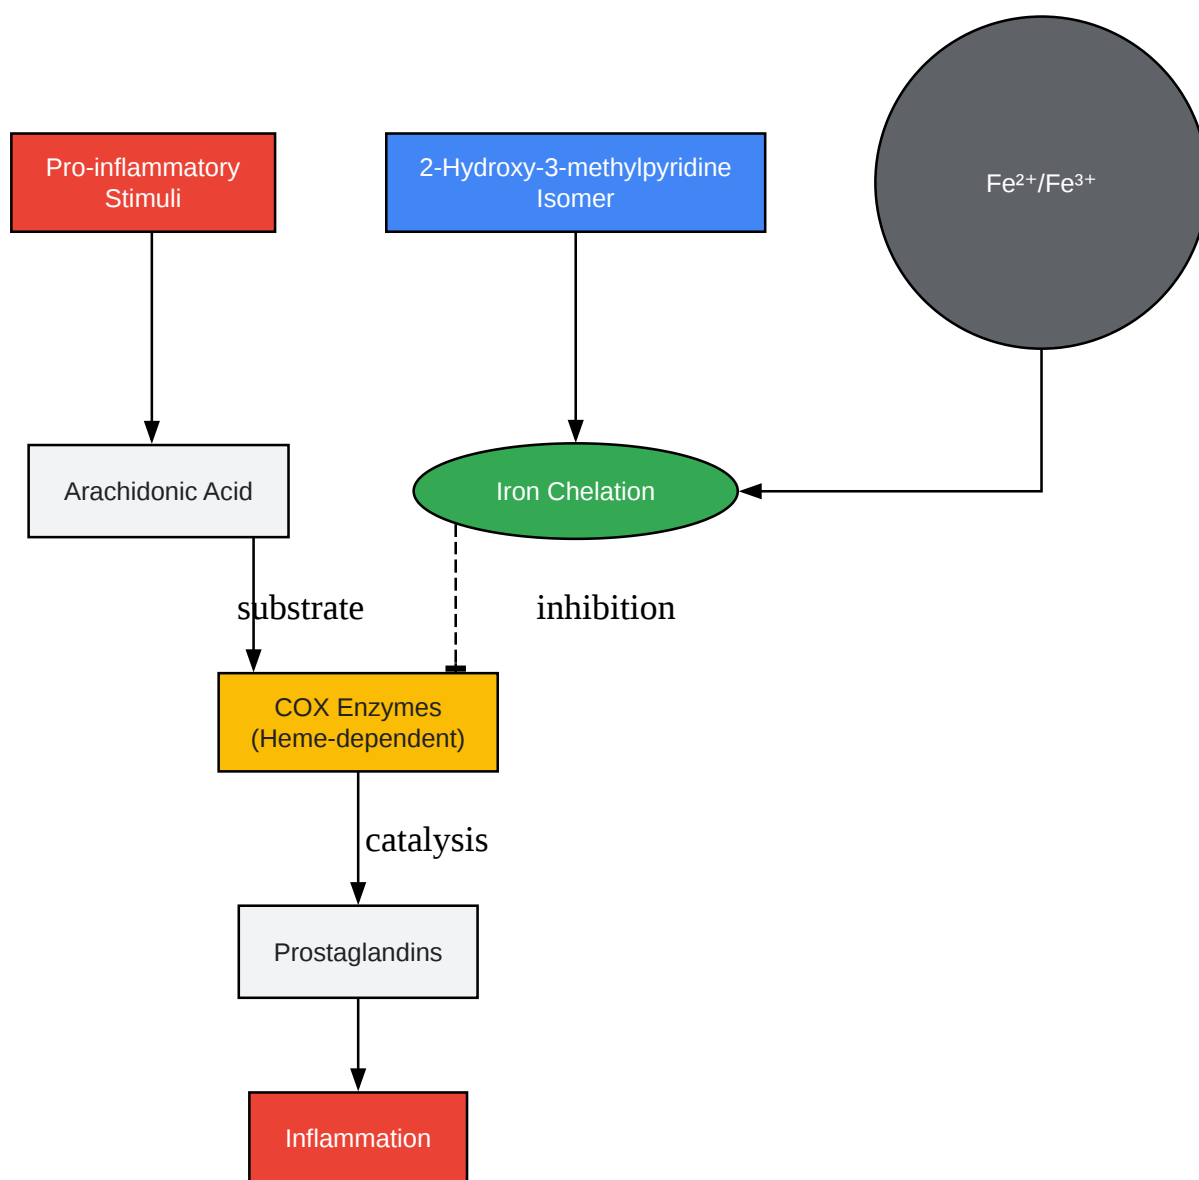 Pro-inflammatory
Stimuli
2-Hydroxy-3-methylpyridine
Isomer
Fe²⁺/Fe³⁺
Arachidonic Acid
Iron Chelation
substrate
inhibition
COX Enzymes
(Heme-dependent)
catalysis
Prostaglandins
Inflammation